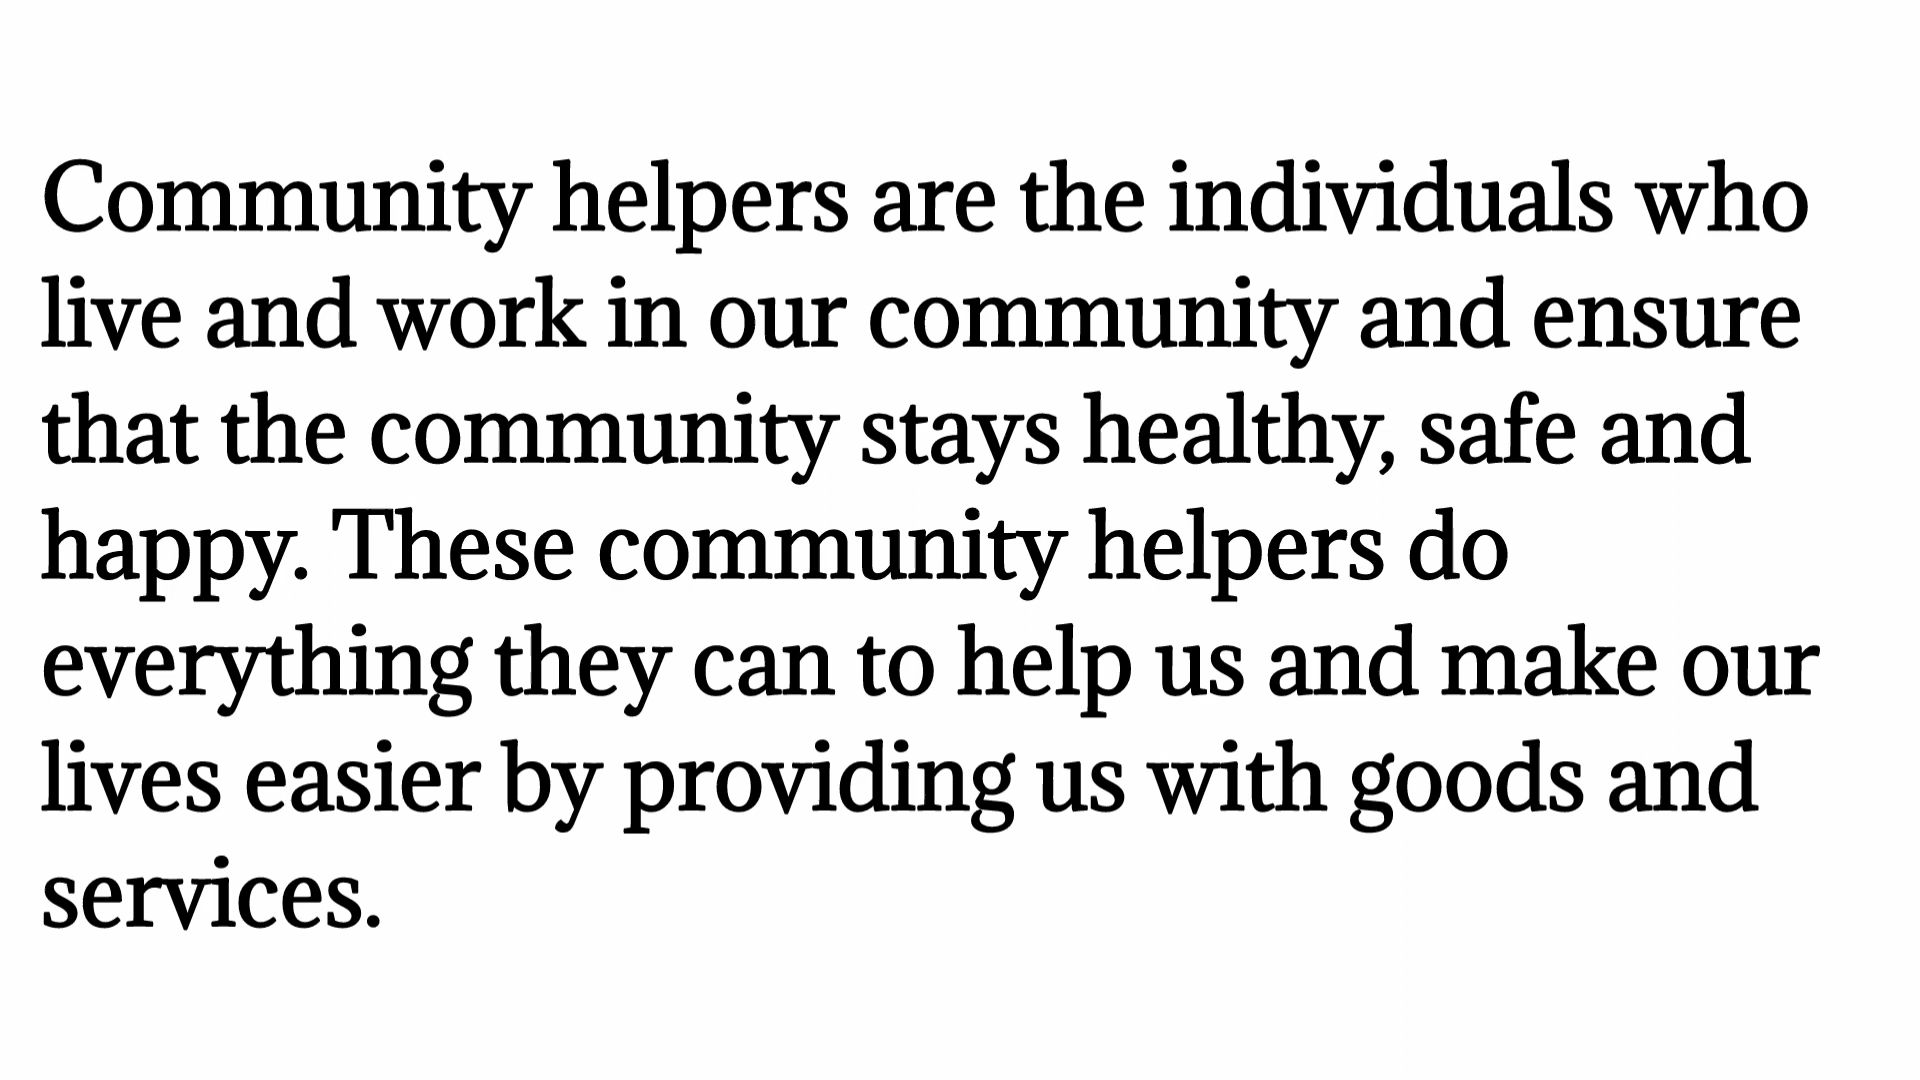 Community helpers are the individuals who
live and work in our community and ensure
that the community stays healthy, safe and
happy. These community helpers do
everything they can to help us and make our
lives easier by providing us with goods and
services.